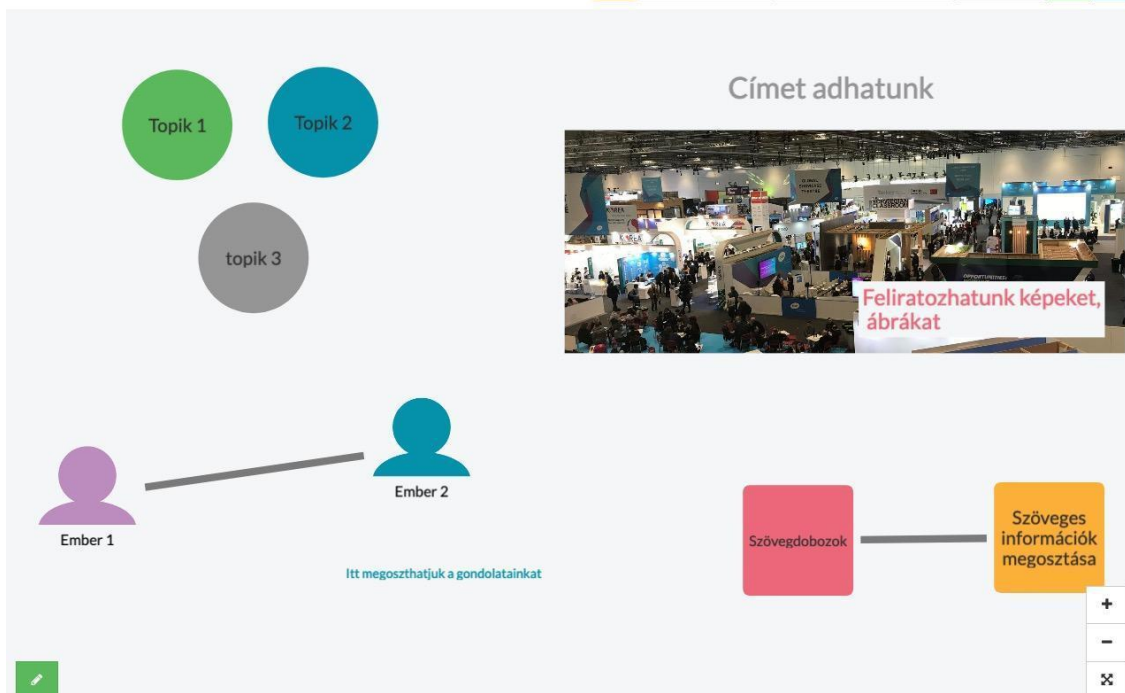 Címet adhatunk
Topik 1
Topik 2
topik 3
Feliratozhatunk képeket,
ábrákat
Ember 1
Ember 2
Itt megoszthatjuk a gondolatainkat
Szövegdobozok
Szöveges
információk
megosztása